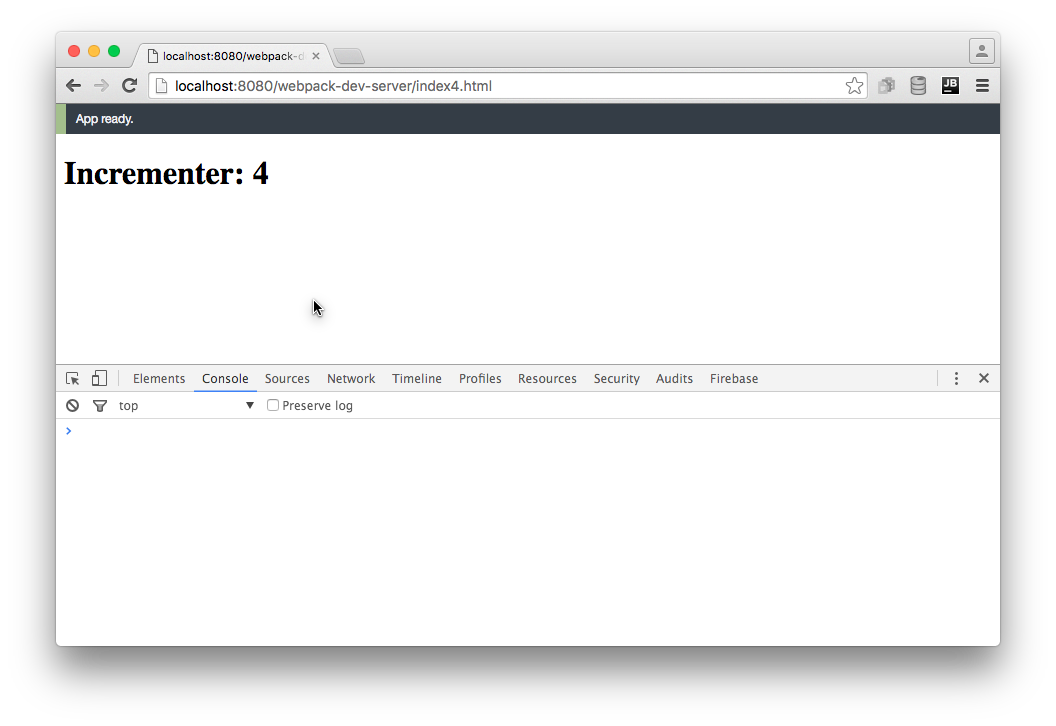 localhost:8080/webpack-d
localhost:8080/webpack-dev-server/index4.html
JB
App ready.
Incrementer: 4
Elements Console Sources Network Timeline Profiles Resources Security Audits Firebase
top Preserve log